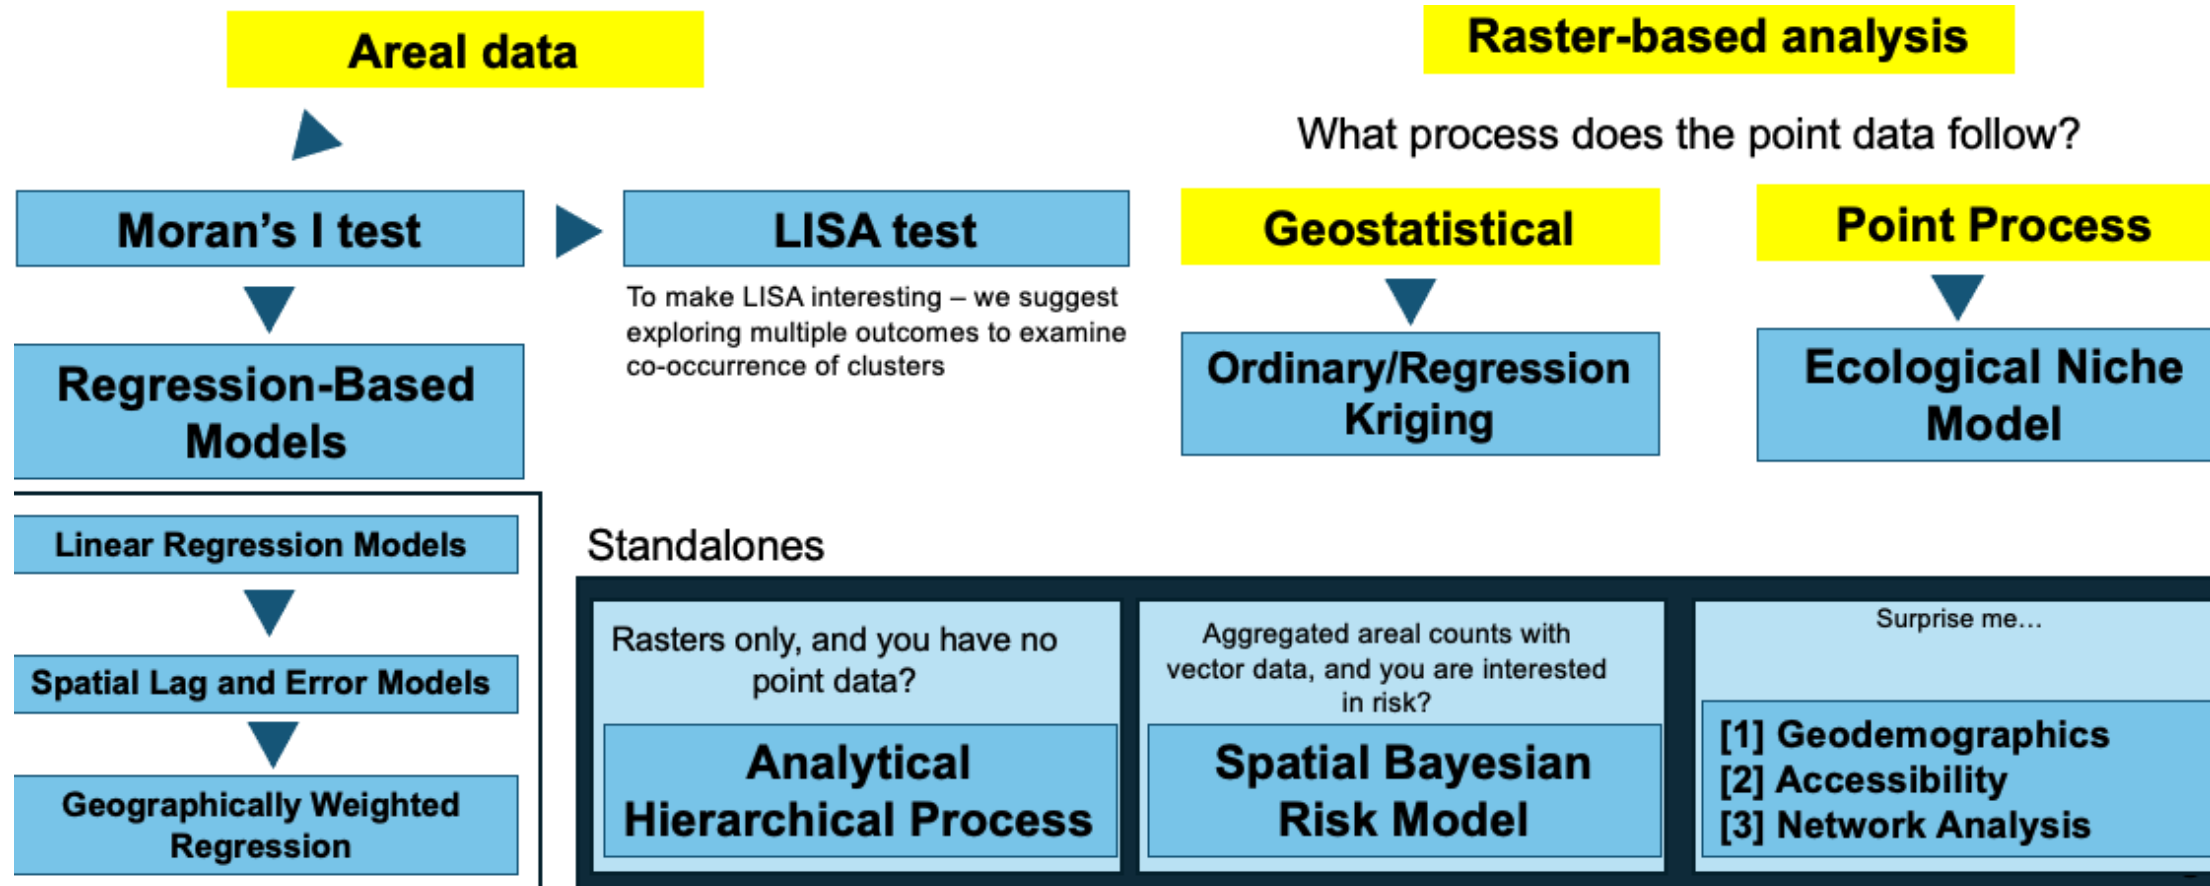 Areal data
Moran's I test
LISA test
To make LISA interesting – we suggest
exploring multiple outcomes to examine
co-occurrence of clusters
Regression-Based
Models
Linear Regression Models
Spatial Lag and Error Models
Geographically Weighted
Regression
Raster-based analysis
What process does the point data follow?
Geostatistical
Ordinary/Regression
Kriging
Point Process
Ecological Niche
Model
Standalones
Rasters only, and you have no
point data?
Analytical
Hierarchical Process
Aggregated areal counts with
vector data, and you are interested
in risk?
Spatial Bayesian
Risk Model
Surprise me…
[1] Geodemographics
[2] Accessibility
[3] Network Analysis